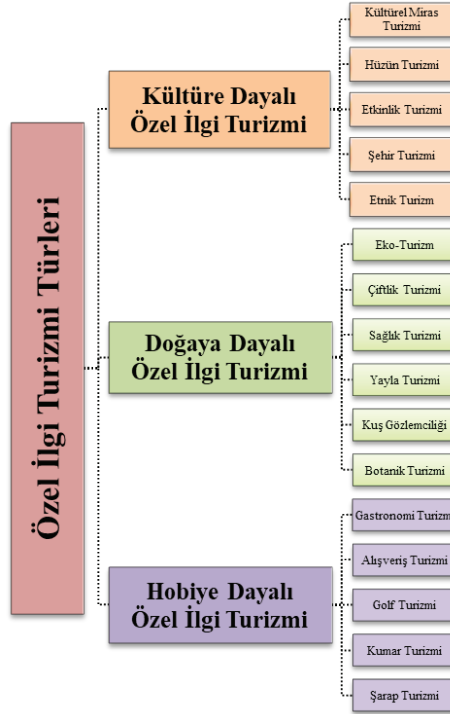 Özel İlgi Turizmi Türleri
Kültüre Dayalı
Özel İlgi Turizmi
Kültürel Miras
Turizmi
Hüzün Turizmi
Etkinlik Turizmi
Şehir Turizmi
Etnik Turizm
Doğaya Dayalı
Özel İlgi Turizmi
Eko-Turizm
Çiftlik Turizmi
Sağlık Turizmi
Yayla Turizmi
Kuş Gözlemciliği
Botanik Turizmi
Hobiye Dayalı
Özel İlgi Turizmi
Gastronomi Turizm
Alışveriş Turizmi
Golf Turizmi
Kumar Turizmi
Şarap Turizmi